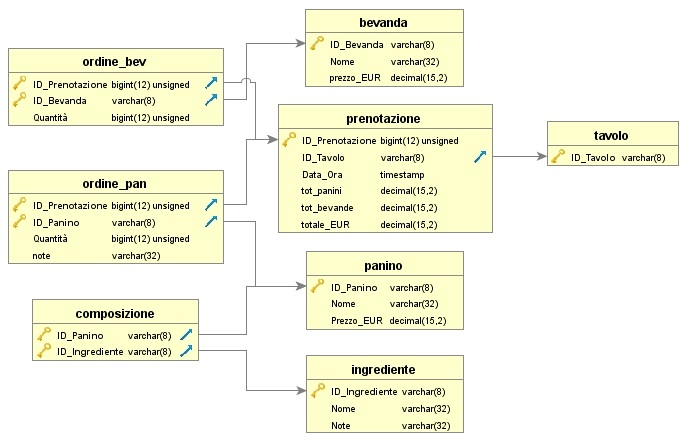 bevanda
ID_Bevanda varchar(8)
Nome varchar(32)
prezzo_EUR decimal(15,2)
ordine_bev
ID_Prenotazione bigint(12) unsigned
ID_Bevanda varchar(8)
Quantità bigint(12) unsigned
prenotazione
ID_Prenotazione bigint(12) unsigned
ID_Tavolo varchar(8)
Data_Ora timestamp
tot_panini decimal(15,2)
tot_bevande decimal(15,2)
totale_EUR decimal(15,2)
tavolo
ID_Tavolo varchar(8)
ordine_pan
ID_Prenotazione bigint(12) unsigned
ID_Panino varchar(8)
Quantità bigint(12) unsigned
note varchar(32)
panino
ID_Panino varchar(8)
Nome varchar(32)
Prezzo_EUR decimal(15,2)
composizione
ID_Panino varchar(8)
ID_Ingrediente varchar(8)
ingrediente
ID_Ingrediente varchar(8)
Nome varchar(32)
Note varchar(32)